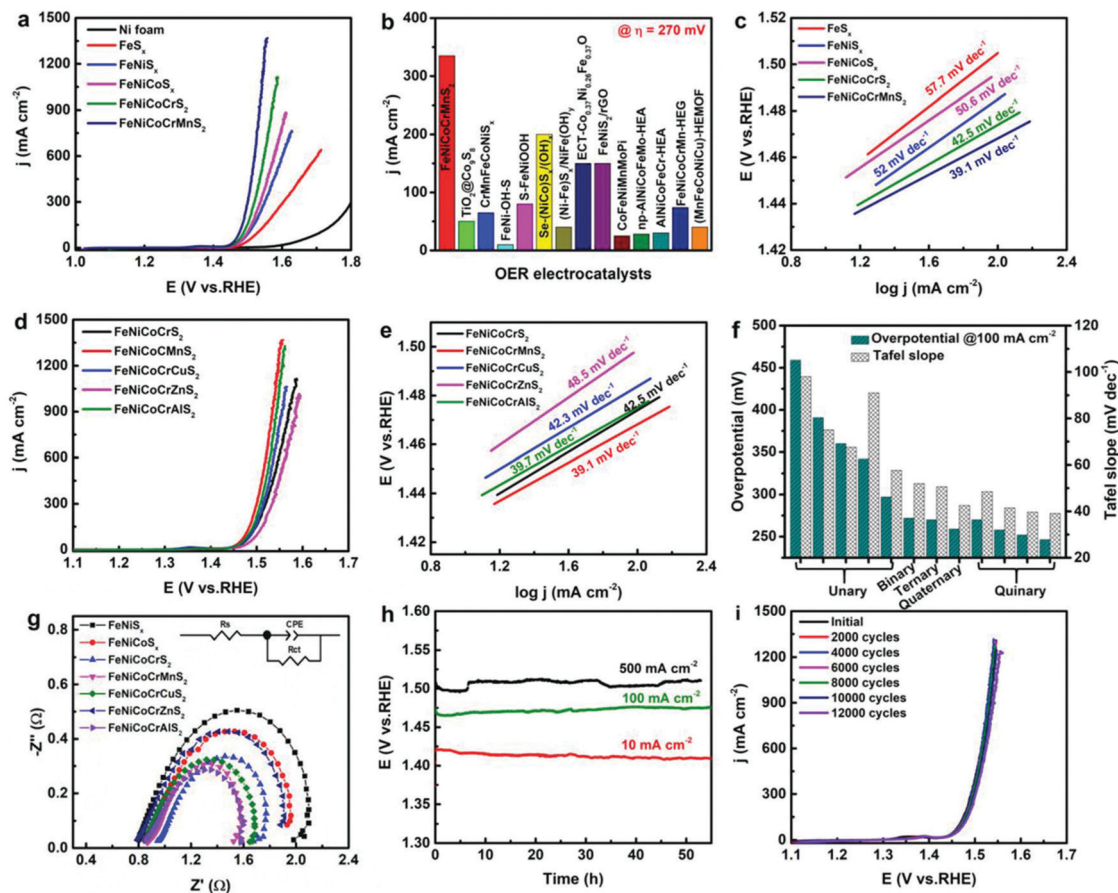 a
j (mA cm⁻²)
1500
1200
900
600
300
0
Ni foam
FeSₓ
FeNiSₓ
FeNiCoSₓ
FeNiCoCrS₂
FeNiCoCrMnS₂
1.0 1.2 1.4 1.6 1.8
E (V vs.RHE)
b
@ η = 270 mV
j (mA cm⁻²)
400
300
200
100
0
FeNiCoCrMnS₂
TiO₂@Co₉S₈
CrMnFeCoNiSₓ
FeNi-OH-S
S-FeNiOOH
Se-(NiCo)Sₓ/(OH)ₓ
(Ni-Fe)Sₓ/NiFe(OH)ᵧ
ECT-Co₀.₃₇Ni₀.₂₆Fe₀.₃₇O
FeNiS₂/rGO
CoFeNiMnMoPi
np-AlNiCoFeMo-HEA
AlNiCoFeCr-HEA
FeNiCoCrMn-HEG
(MnFeCoNiCu)-HEMOF
OER electrocatalysts
c
E (V vs.RHE)
1.52
1.50
1.48
1.46
1.44
1.42
FeSₓ
FeNiSₓ
FeNiCoSₓ
FeNiCoCrS₂
FeNiCoCrMnS₂
57.7 mV dec⁻¹
50.6 mV dec⁻¹
52 mV dec⁻¹
42.5 mV dec⁻¹
39.1 mV dec⁻¹
0.8 1.2 1.6 2.0 2.4
log j (mA cm⁻²)
d
j (mA cm⁻²)
1500
1200
900
600
300
0
FeNiCoCrS₂
FeNiCoCMnS₂
FeNiCoCrCuS₂
FeNiCoCrZnS₂
FeNiCoCrAlS₂
1.1 1.2 1.3 1.4 1.5 1.6 1.7
E (V vs.RHE)
e
E (V vs.RHE)
1.50
1.48
1.46
1.44
1.42
FeNiCoCrS₂
FeNiCoCrMnS₂
FeNiCoCrCuS₂
FeNiCoCrZnS₂
FeNiCoCrAlS₂
48.5 mV dec⁻¹
42.5 mV dec⁻¹
42.3 mV dec⁻¹
39.7 mV dec⁻¹
39.1 mV dec⁻¹
0.4 0.8 1.2 1.6 2.0 2.4
log j (mA cm⁻²)
f
Overpotential (mV)
500
450
400
350
300
250
Overpotential @100 mA cm⁻²
Tafel slope
120
100
80
60
40
20
Tafel slope (mV dec⁻¹)
Unary
Binary
Ternary
Quaternary
Quinary
g
-Z'' (Ω)
0.8
0.6
0.4
0.2
0.0
FeNiSₓ
FeNiCoSₓ
FeNiCoCrS₂
FeNiCoCrMnS₂
FeNiCoCrCuS₂
FeNiCoCrZnS₂
FeNiCoCrAlS₂
Rs
CPE
Rct
0.4 0.8 1.2 1.6 2.0 2.4
Z' (Ω)
h
E (V vs.RHE)
1.60
1.55
1.50
1.45
1.40
1.35
1.30
500 mA cm⁻²
100 mA cm⁻²
10 mA cm⁻²
0 10 20 30 40 50
Time (h)
i
j (mA cm⁻²)
1500
1200
900
600
300
0
Initial
2000 cycles
4000 cycles
6000 cycles
8000 cycles
10000 cycles
12000 cycles
1.1 1.2 1.3 1.4 1.5 1.6 1.7
E (V vs.RHE)